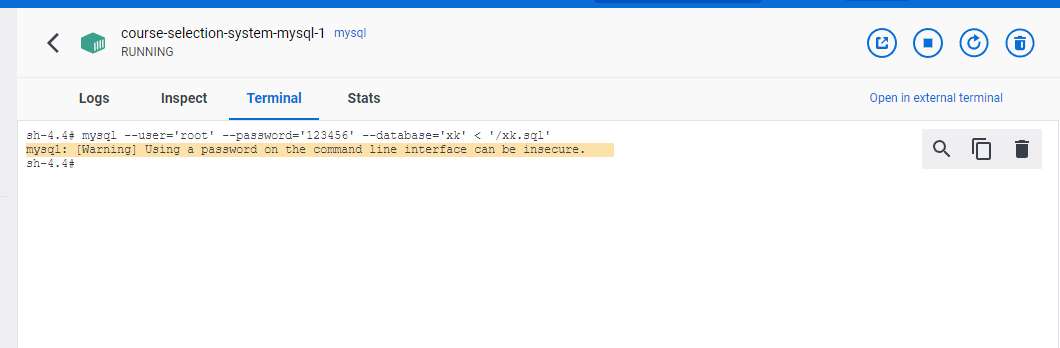 course-selection-system-mysql-1 mysql
RUNNING
Logs Inspect Terminal Stats Open in external terminal
sh-4.4# mysql --user='root' --password='123456' --database='xk' < '/xk.sql'
mysql: [Warning] Using a password on the command line interface can be insecure.
sh-4.4#